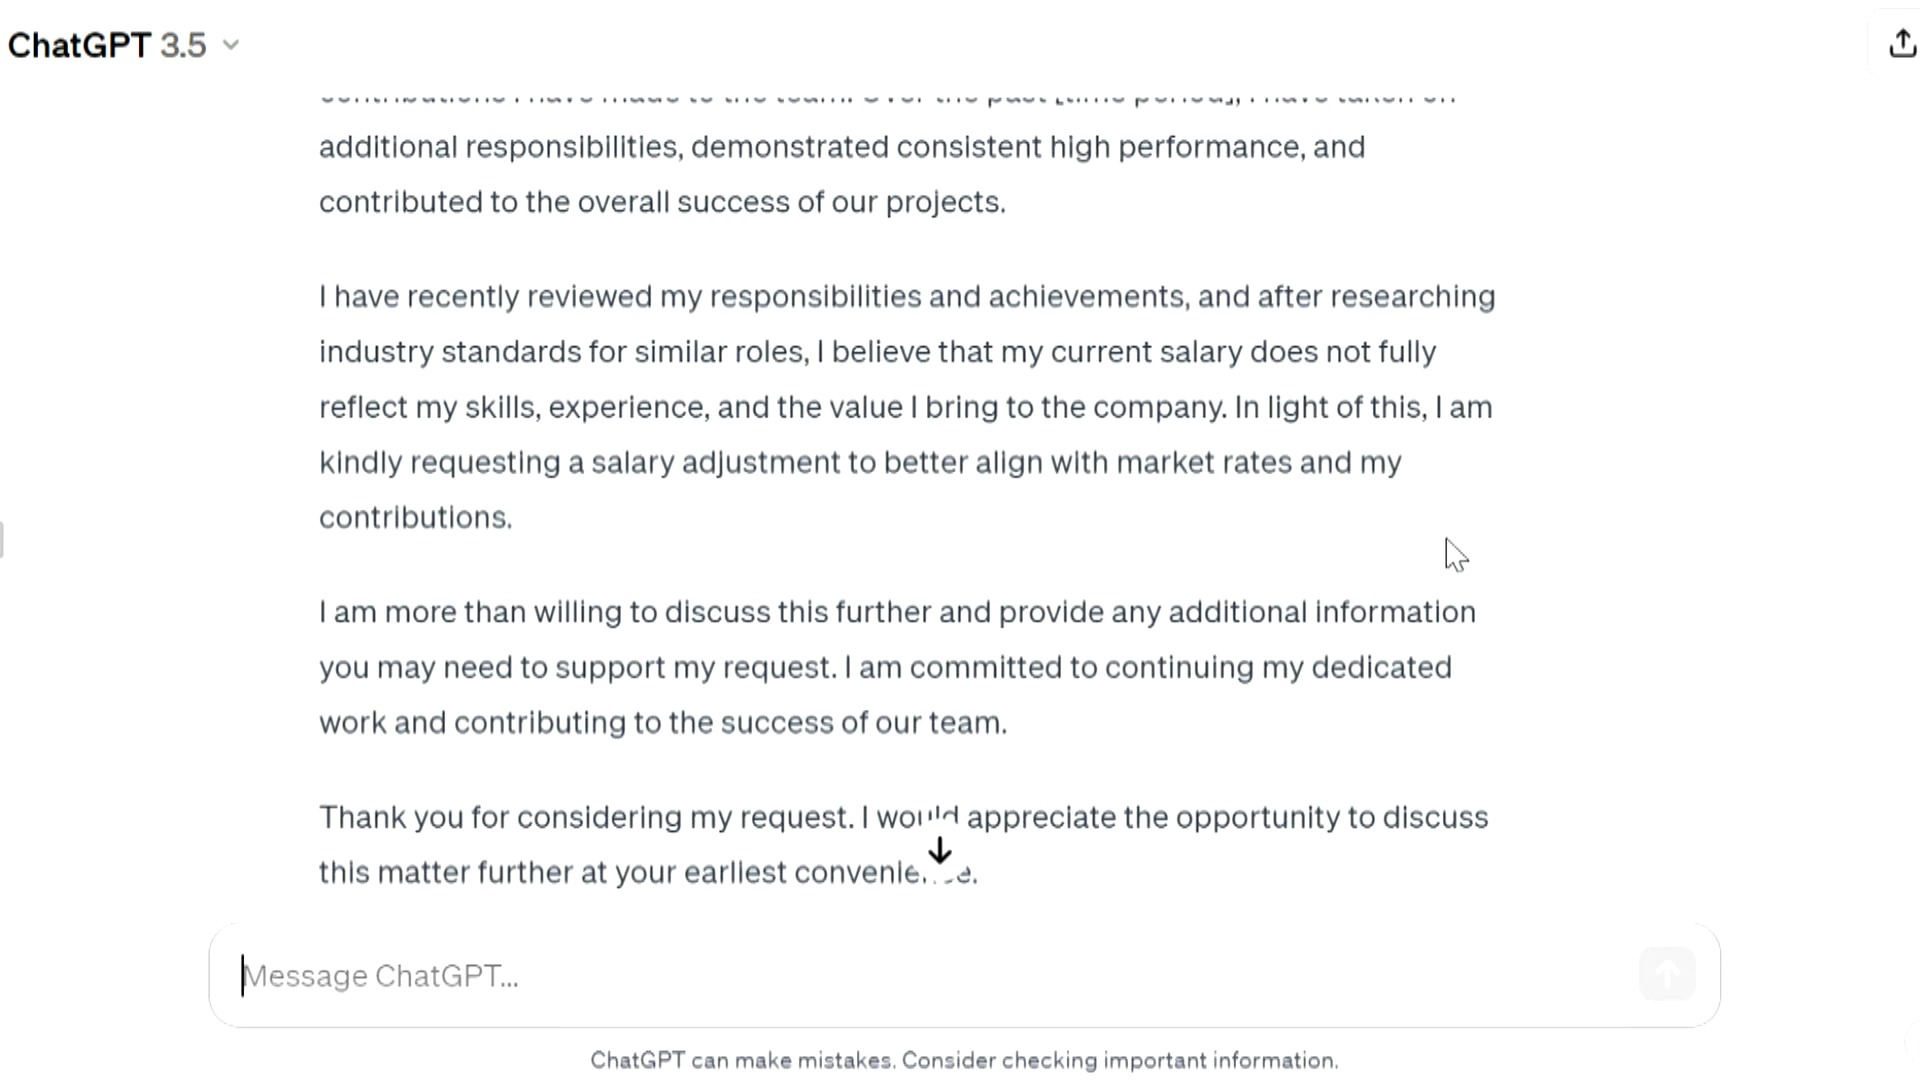 ChatGPT 3.5
additional responsibilities, demonstrated consistent high performance, and
contributed to the overall success of our projects.
I have recently reviewed my responsibilities and achievements, and after researching
industry standards for similar roles, I believe that my current salary does not fully
reflect my skills, experience, and the value I bring to the company. In light of this, I am
kindly requesting a salary adjustment to better align with market rates and my
contributions.
I am more than willing to discuss this further and provide any additional information
you may need to support my request. I am committed to continuing my dedicated
work and contributing to the success of our team.
Thank you for considering my request. I would appreciate the opportunity to discuss
this matter further at your earliest
Message ChatGPT...
ChatGPT can make mistakes. Consider checking important information.